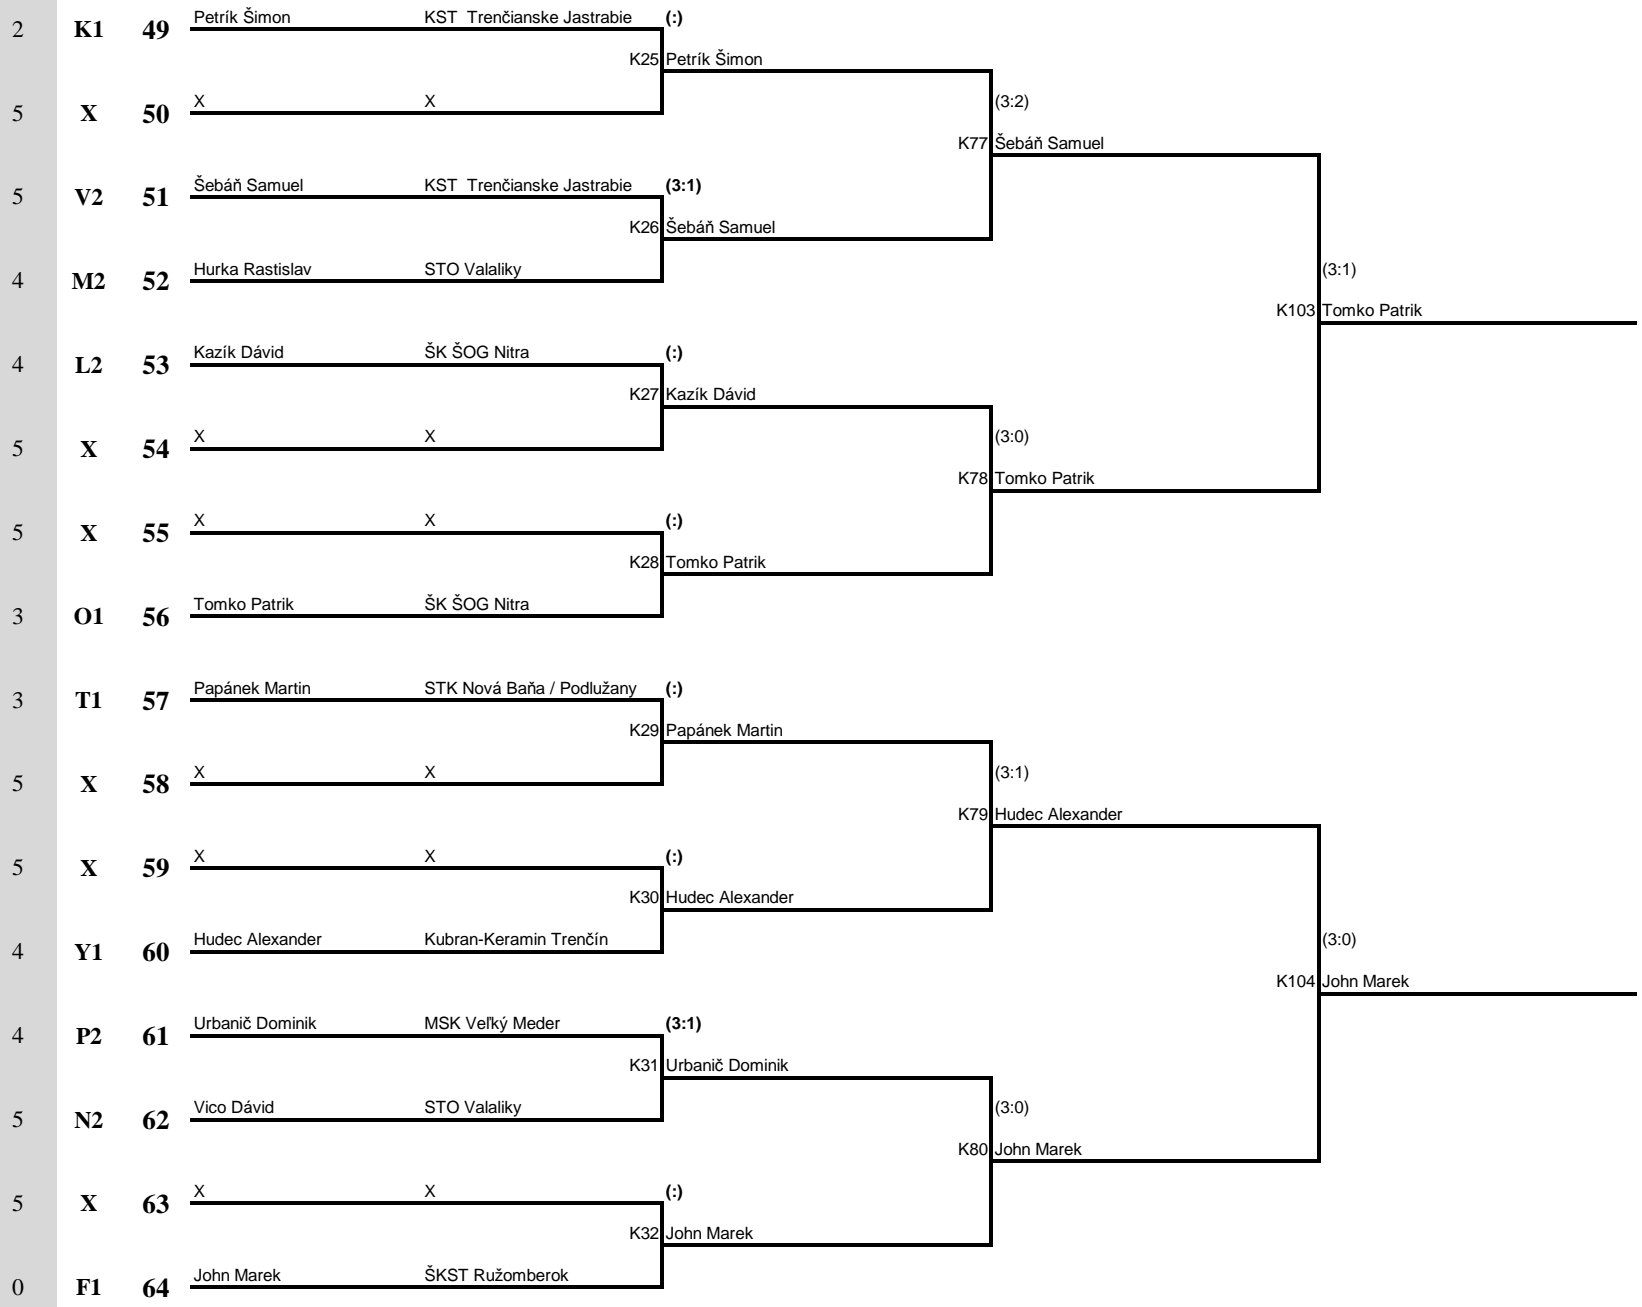 2 K1 49 Petrík Šimon KST  Trenčianske Jastrabie (:)
K25 Petrík Šimon
5 X 50 X X (3:2)
K77 Šebáň Samuel
5 V2 51 Šebáň Samuel KST  Trenčianske Jastrabie (3:1)
K26 Šebáň Samuel
4 M2 52 Hurka Rastislav STO Valaliky (3:1)
K103 Tomko Patrik
4 L2 53 Kazík Dávid ŠK ŠOG Nitra (:)
K27 Kazík Dávid
5 X 54 X X (3:0)
K78 Tomko Patrik
5 X 55 X X (:)
K28 Tomko Patrik
3 O1 56 Tomko Patrik ŠK ŠOG Nitra
3 T1 57 Papánek Martin STK Nová Baňa / Podlužany (:)
K29 Papánek Martin
5 X 58 X X (3:1)
K79 Hudec Alexander
5 X 59 X X (:)
K30 Hudec Alexander
4 Y1 60 Hudec Alexander Kubran-Keramin Trenčín (3:0)
K104 John Marek
4 P2 61 Urbanič Dominik MSK Veľký Meder (3:1)
K31 Urbanič Dominik
5 N2 62 Vico Dávid STO Valaliky (3:0)
K80 John Marek
5 X 63 X X (:)
K32 John Marek
0 F1 64 John Marek ŠKST Ružomberok